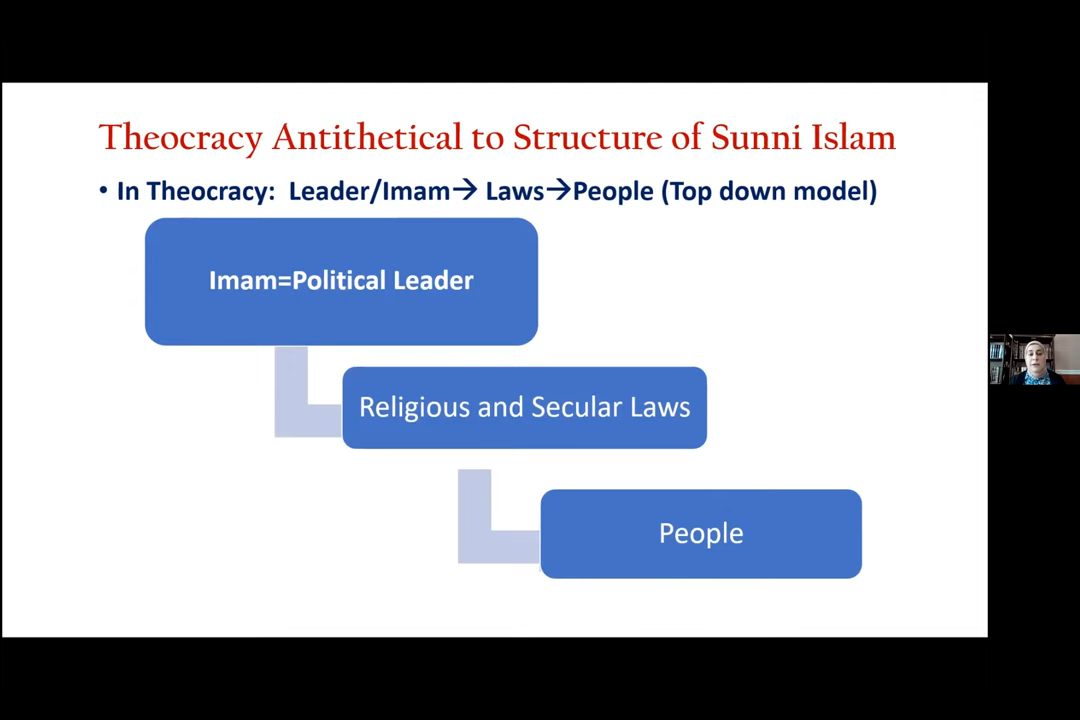 Theocracy Antithetical to Structure of Sunni Islam
• In Theocracy:  Leader/Imam→ Laws→People (Top down model)
Imam=Political Leader
Religious and Secular Laws
People